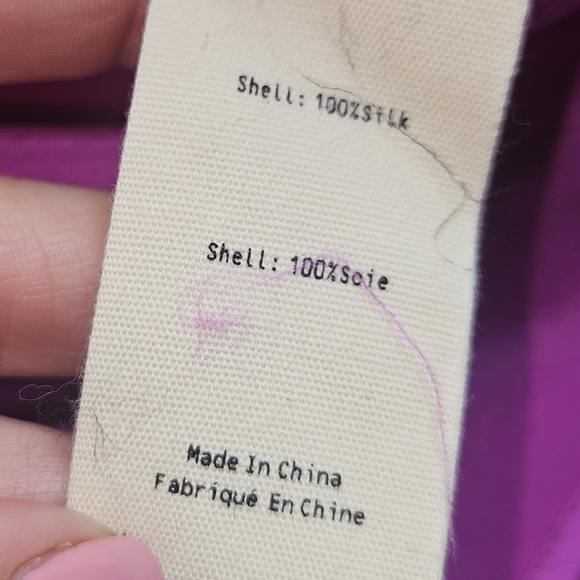 Shell: 100%Silk
Shell: 100%Soie
Made In China
Fabriqué En Chine